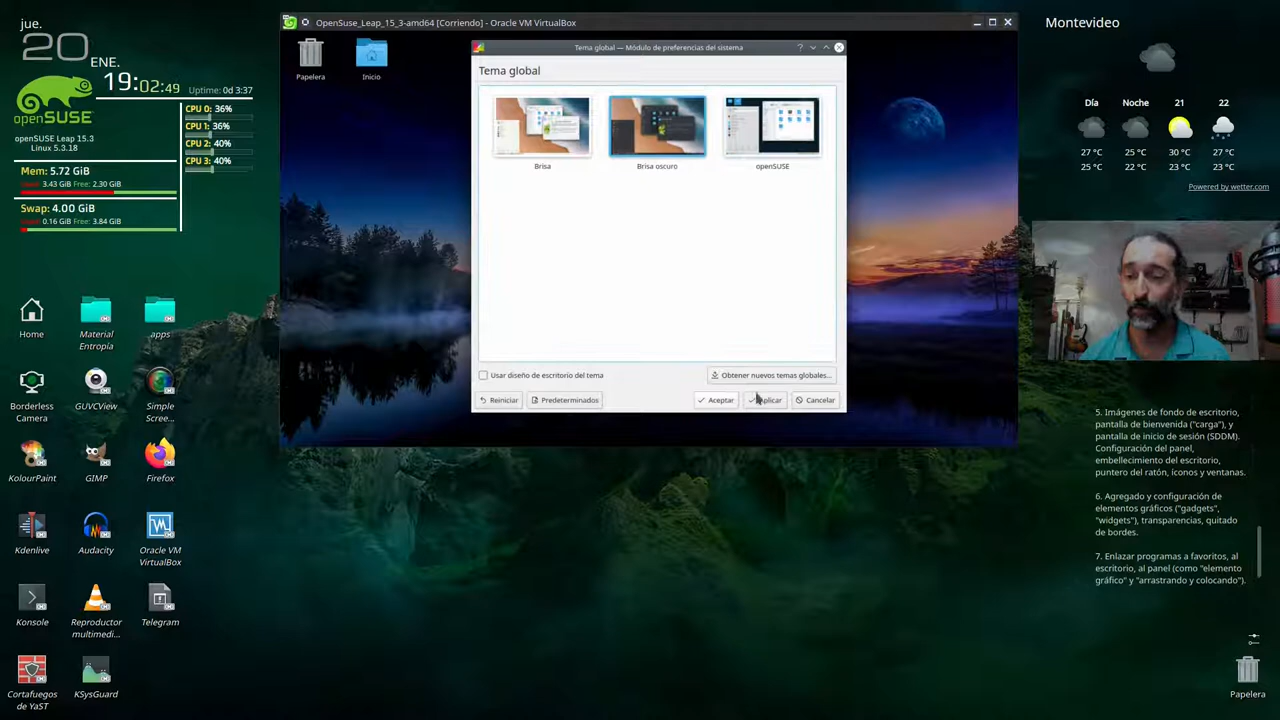 jue.
20
ENE.
19:02:49
Uptime: 0d 3:37
openSUSE
openSUSE Leap 15.3
Linux 5.3.18
CPU 0: 36%
CPU 1: 36%
CPU 2: 40%
CPU 3: 40%
Mem: 5.72 GiB
3.43 GiB Free: 2.30 GiB
Swap: 4.00 GiB
0.16 GiB Free: 3.84 GiB
Home
Material
Entropía
apps
Borderless
Camera
GUVCView
Simple
Scree...
KolourPaint
GIMP
Firefox
Kdenlive
Audacity
Oracle VM
VirtualBox
Konsole
Reproductor
multimedi...
Telegram
Cortafuegos
de YaST
KSysGuard
OpenSuse_Leap_15_3-amd64 [Corriendo] - Oracle VM VirtualBox
Papelera
Inicio
Tema global — Módulo de preferencias del sistema
Tema global
Brisa
Brisa oscuro
openSUSE
Usar diseño de escritorio del tema
Obtener nuevos temas globales...
Reiniciar
Predeterminados
Aceptar
Aplicar
Cancelar
Montevideo
Día
Noche
21
22
27 °C
25 °C
30 °C
27 °C
25 °C
22 °C
23 °C
23 °C
Powered by wetter.com
5. Imágenes de fondo de escritorio,
pantalla de bienvenida ("carga"), y
pantalla de inicio de sesión (SDDM).
Configuración del panel,
embellecimiento del escritorio,
puntero del ratón, íconos y ventanas.
6. Agregado y configuración de
elementos gráficos ("gadgets",
"widgets"), transparencias, quitado
de bordes.
7. Enlazar programas a favoritos, al
escritorio, al panel (como "elemento
gráfico" y "arrastrando y colocando").
Papelera